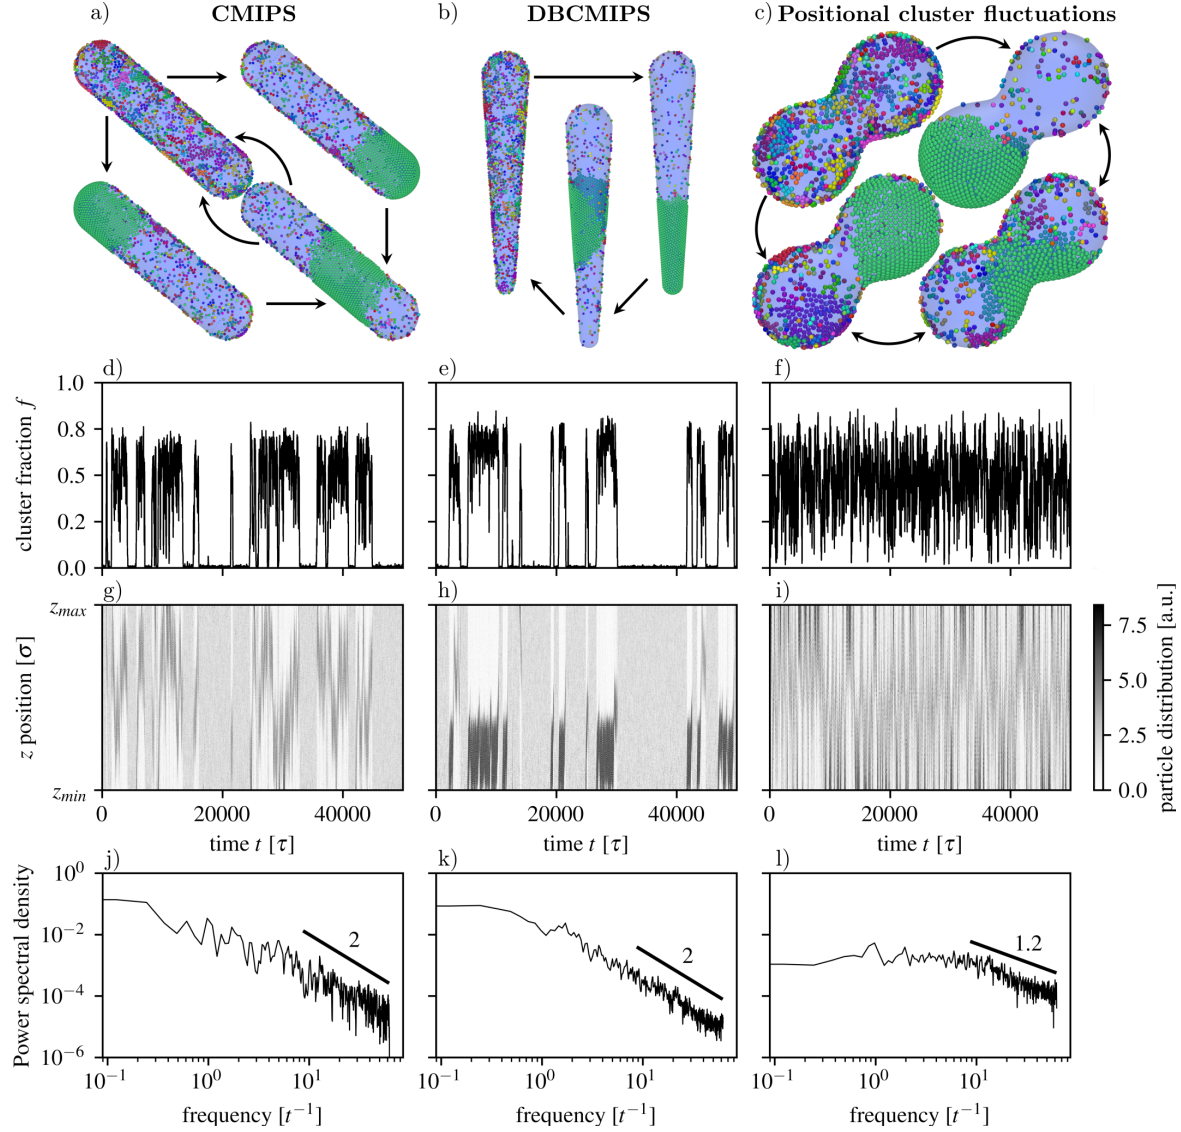 a) CMIPS b) DBCMIPS c) Positional cluster fluctuations
d) e) f)
cluster fraction f
1.0
0.8
0.5
0.2
0.0
g) h) i)
z position [σ]
z_max
z_min
0 20000 40000 0 20000 40000 0 20000 40000
time t [τ] time t [τ] time t [τ]
7.5
5.0
2.5
0.0
particle distribution [a.u.]
j) k) l)
Power spectral density
10^0
10^−2
10^−4
10^−6
2 2 1.2
10^−1 10^0 10^1 10^−1 10^0 10^1 10^−1 10^0 10^1
frequency [t^−1] frequency [t^−1] frequency [t^−1]